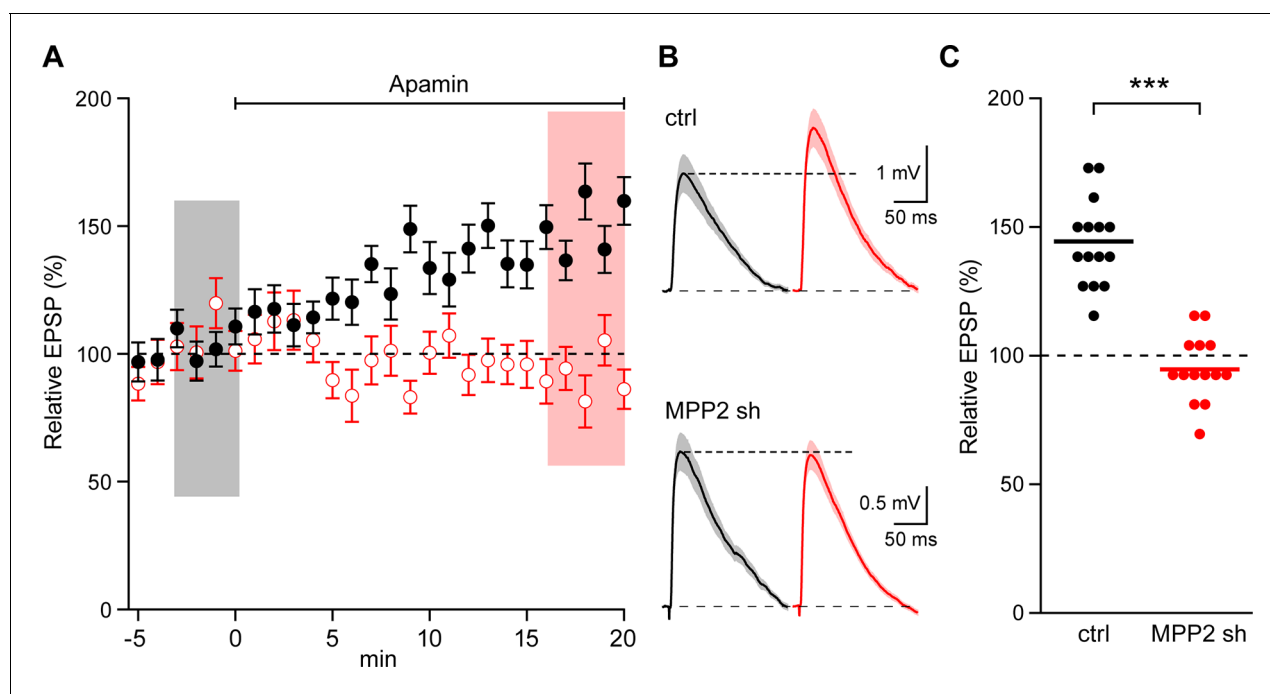 A
Apamin
200
150
100
50
0
Relative EPSP (%)
-5
0
5
10
15
20
min
B
ctrl
1 mV
50 ms
MPP2 sh
0.5 mV
50 ms
C
***
200
150
100
50
0
Relative EPSP (%)
ctrl
MPP2 sh